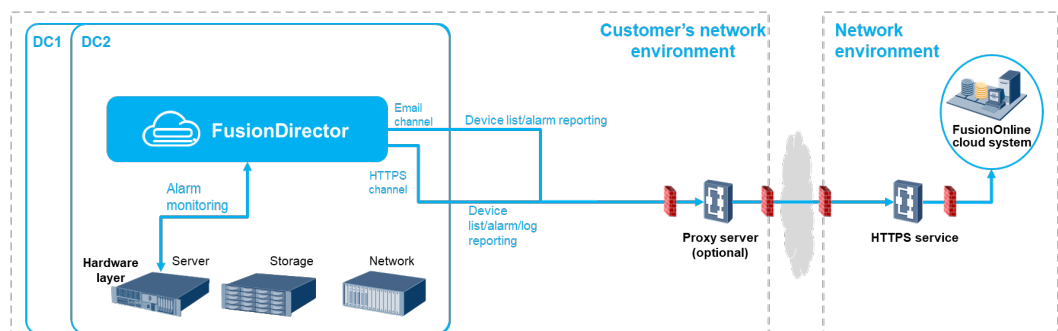 DC1
DC2
Customer's network
environment
Network
environment
FusionDirector
Email
channel
Device list/alarm reporting
HTTPS
channel
Device
list/alarm/log
reporting
Alarm
monitoring
Hardware
layer
Server
Storage
Network
Proxy server
(optional)
HTTPS service
FusionOnline
cloud system